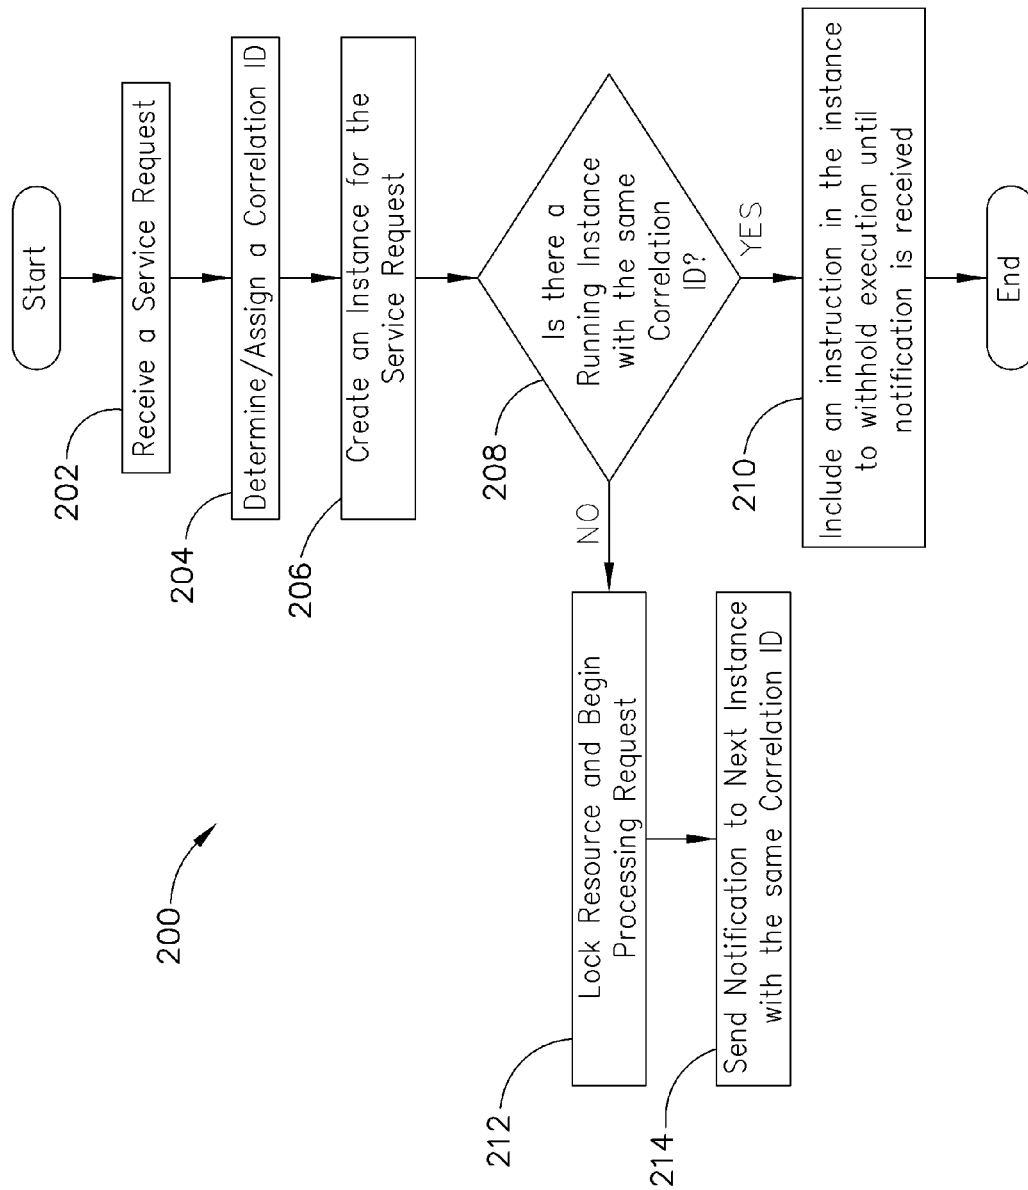 200
Start
202
Receive a Service Request
204
Determine/Assign a Correlation ID
206
Create an Instance for the
Service Request
208
Is there a
Running Instance
with the same
Correlation
ID?
NO
YES
212
Lock Resource and Begin
Processing Request
214
Send Notification to Next Instance
with the same Correlation ID
210
Include an instruction in the instance
to withhold execution until
notification is received
End